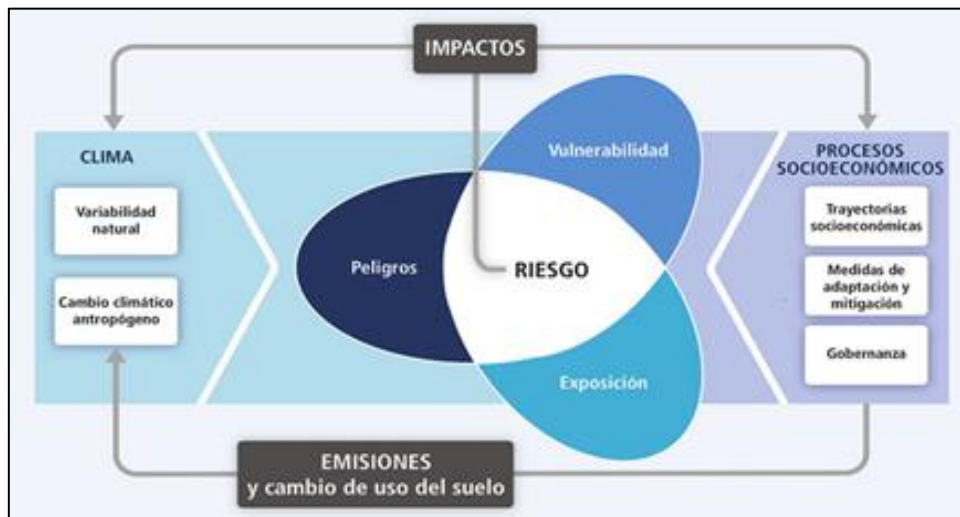 IMPACTOS
CLIMA
Variabilidad
natural
Cambio climático
antropógeno
Peligros
RIESGO
Vulnerabilidad
Exposición
PROCESOS
SOCIOECONÓMICOS
Trayectorias
socioeconómicas
Medidas de
adaptación y
mitigación
Gobernanza
EMISIONES
y cambio de uso del suelo